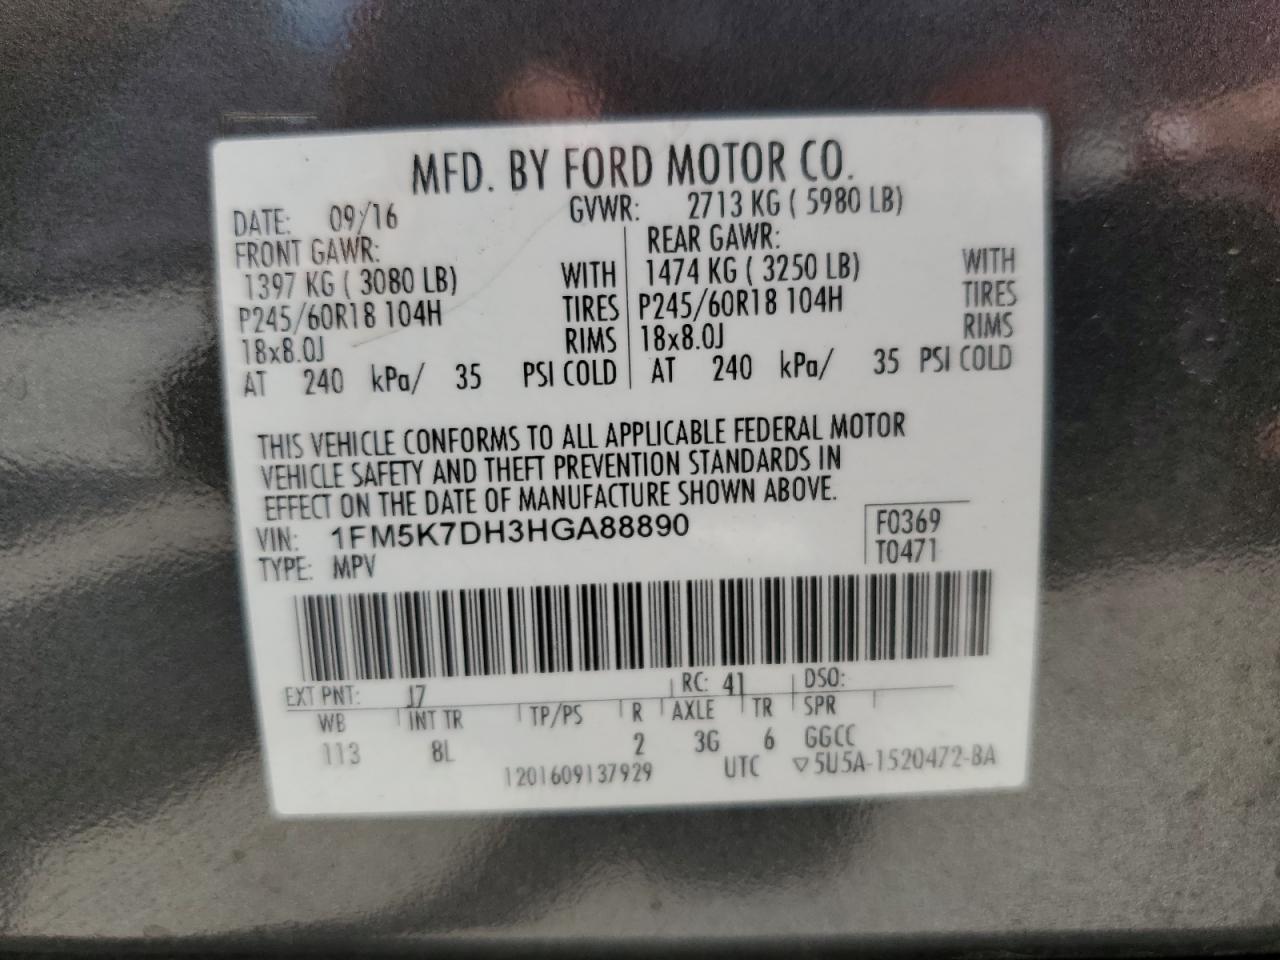 MFD. BY FORD MOTOR CO.
DATE: 09/16 GVWR: 2713 KG ( 5980 LB)
FRONT GAWR: REAR GAWR:
1397 KG ( 3080 LB) WITH 1474 KG ( 3250 LB) WITH
P245/60R18 104H TIRES P245/60R18 104H TIRES
18x8.0J RIMS 18x8.0J RIMS
AT 240 kPa/ 35 PSI COLD AT 240 kPa/ 35 PSI COLD
THIS VEHICLE CONFORMS TO ALL APPLICABLE FEDERAL MOTOR
VEHICLE SAFETY AND THEFT PREVENTION STANDARDS IN
EFFECT ON THE DATE OF MANUFACTURE SHOWN ABOVE.
VIN: 1FM5K7DH3HGA88890 F0369
TYPE: MPV T0471
EXT PNT: J7 RC: 41 DSO:
WB INT TR TP/PS R AXLE TR SPR
113 8L 2 3G 6 GGCC
1201609137929 UTC ▽5U5A-1520472-BA